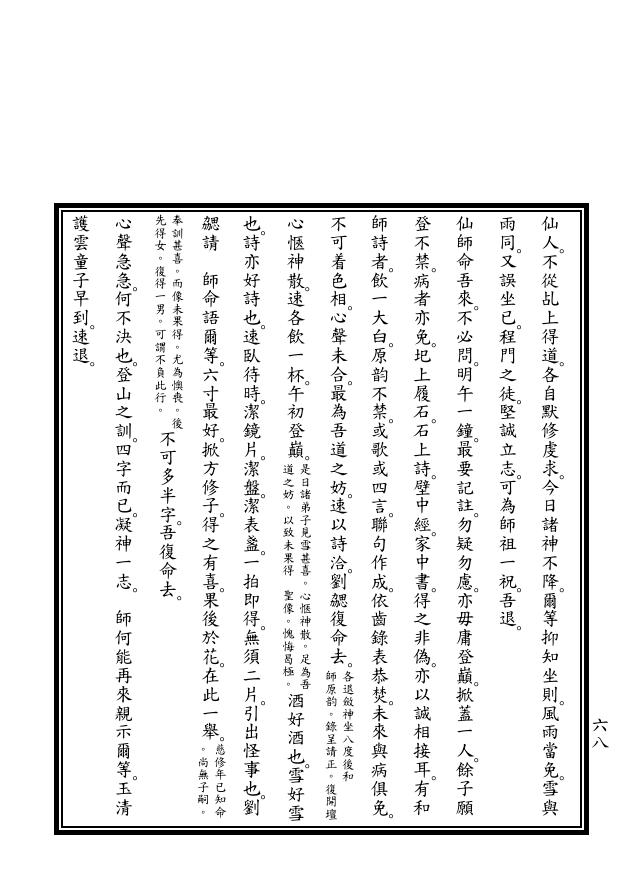 仙人。不從乩上得道。各自默修虔求。今日諸神不降。爾等抑知坐則。風雨當免。雪與
雨同。又誤坐已。程門之徒。堅誠立志。可為師祖一祝。吾退。
仙師命吾來。不必問。明午一鐘。最要記註。勿疑勿慮。亦毋庸登巔。掀蓋一人。餘子願
登不禁。病者亦免。圯上履石。石上詩。壁中經。家中書。得之非偽。亦以誠相接耳。有和
師詩者。飲一大白。原韵不禁。或歌或四言。聯句作成。依齒錄表恭焚。未來與病俱免。
不可着色相。心聲未合。最為吾道之妨。速以詩洽。劉勰復命去。各退斂神坐八度後和師原韵。錄呈請正。復開壇
心愜神散。速各飲一杯。午初登巔。是日諸弟子見雪甚喜。心愜神散。足為吾道之妨。以致未果得　聖像。愧悔曷極。酒好酒也。雪好雪
也。詩亦好詩也。速臥待時。潔鏡片。潔盤。潔表盞。一拍即得。無須二片。引出怪事也。劉
勰請　師命語爾等。六寸最好。掀方修子。得之有喜。果後於花。在此一舉。慈修年已知命。尚無子嗣。
奉訓甚喜。而像未果得。尤為懊喪。後先得女。復得一男。可謂不負此行。不可多半字。吾復命去。
心聲急急。何不決也。登山之訓。四字而已。凝神一志。　師何能再來親示爾等。玉清
護雲童子早到。速退。
六八